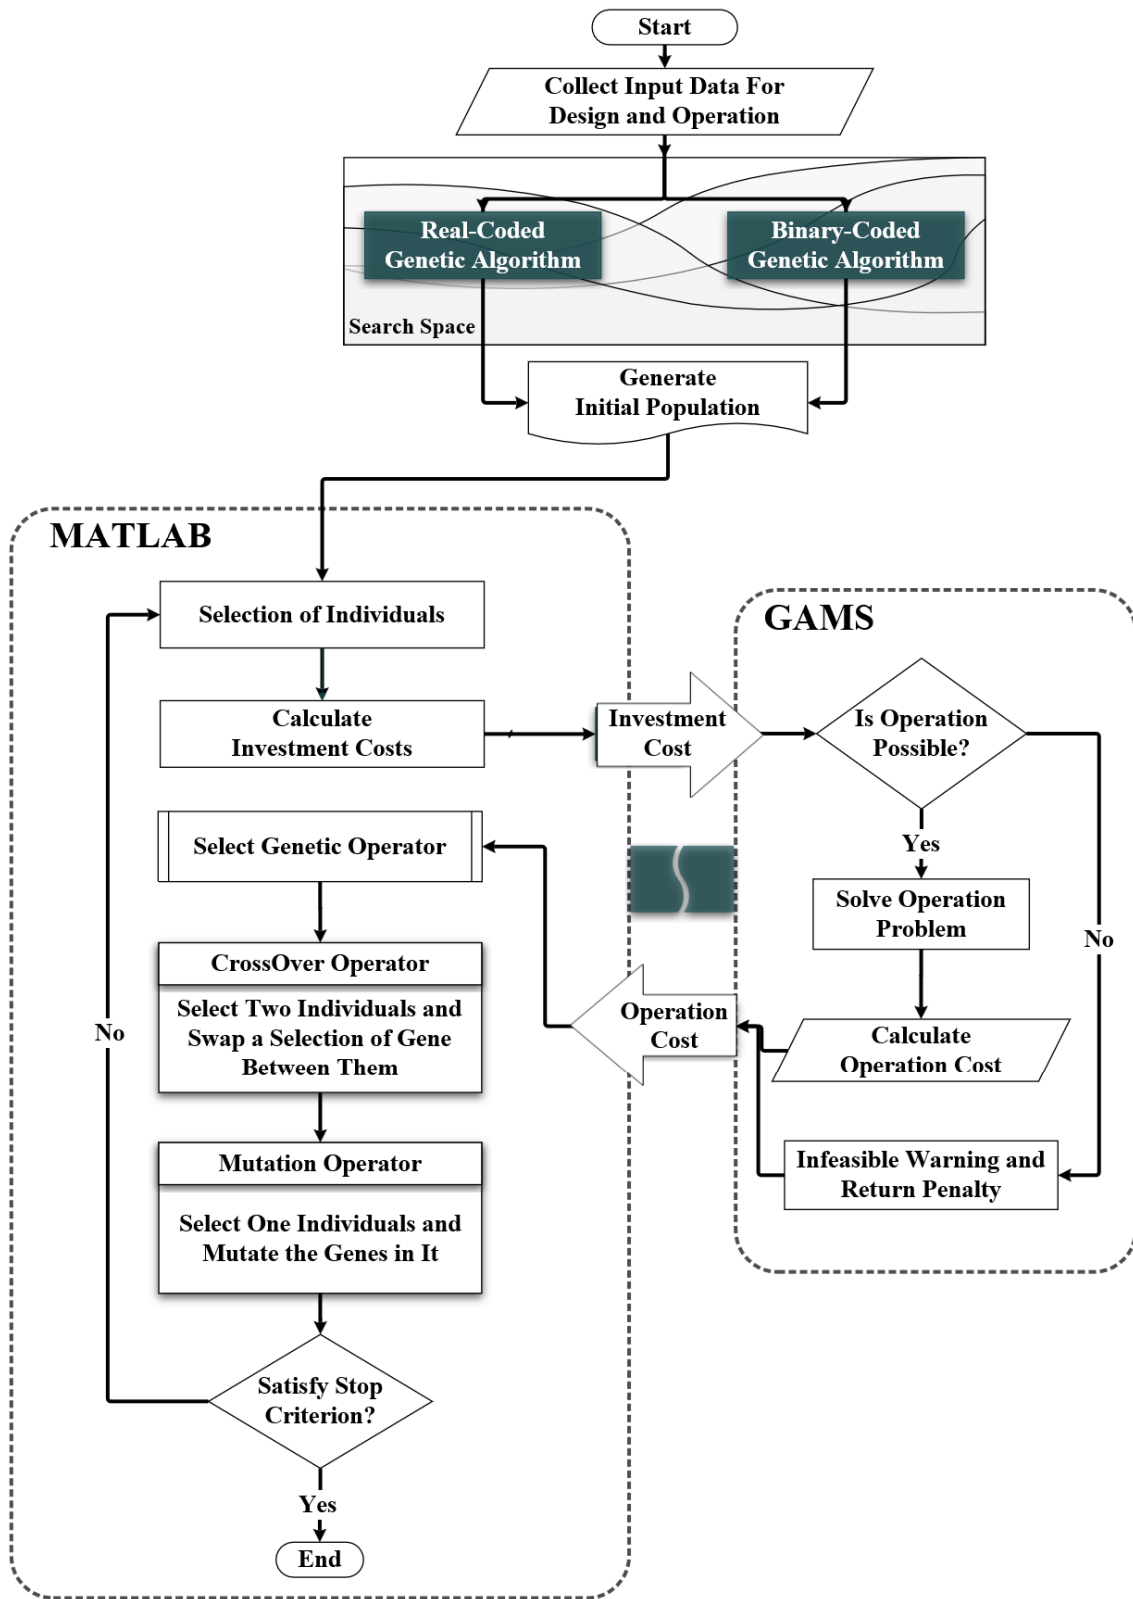 Start
Collect Input Data For
Design and Operation
Real-Coded
Genetic Algorithm
Binary-Coded
Genetic Algorithm
Search Space
Generate
Initial Population
MATLAB
Selection of Individuals
Calculate
Investment Costs
Investment
Cost
GAMS
Is Operation
Possible?
Yes
No
Solve Operation
Problem
Calculate
Operation Cost
Infeasible Warning and
Return Penalty
Operation
Cost
Select Genetic Operator
CrossOver Operator
Select Two Individuals and
Swap a Selection of Gene
Between Them
Mutation Operator
Select One Individuals and
Mutate the Genes in It
Satisfy Stop
Criterion?
No
Yes
End